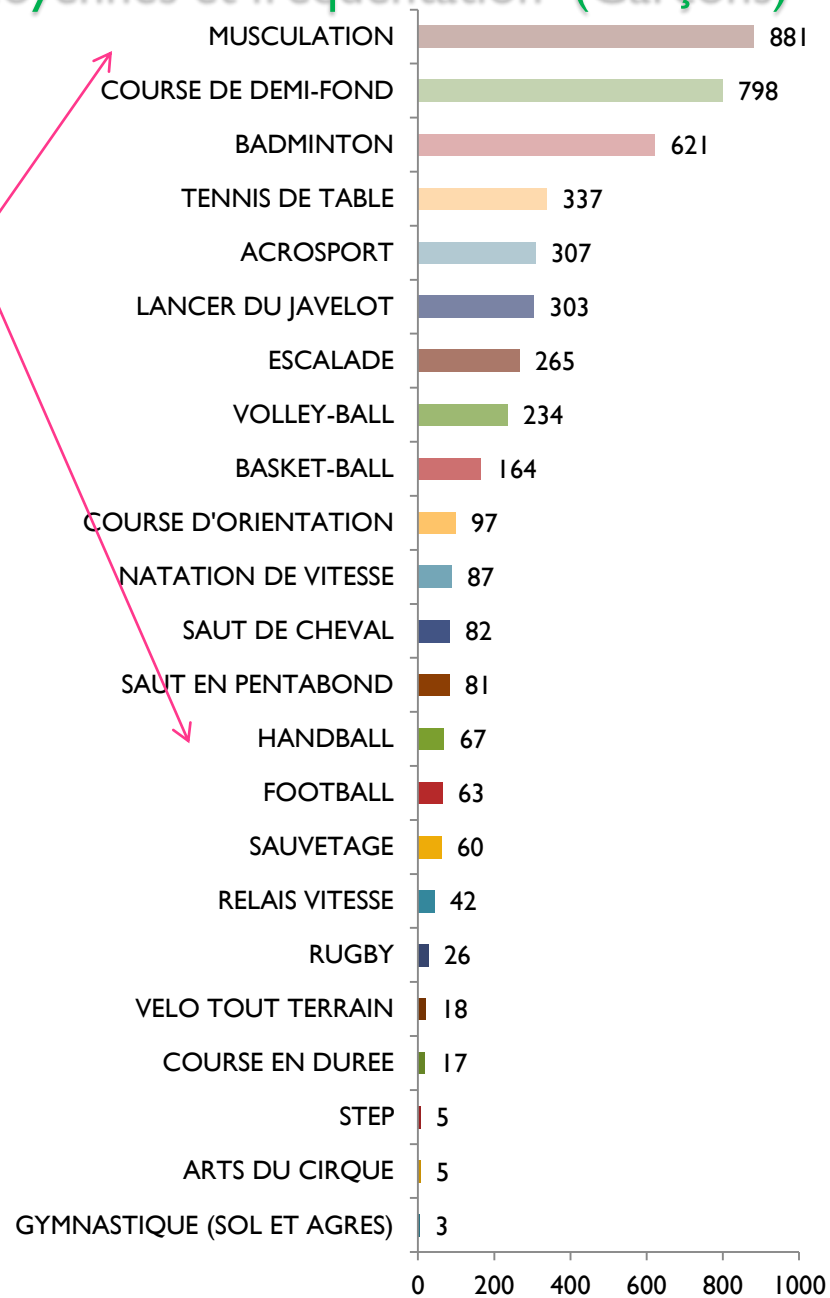 et fréquentation (Garçons)
MUSCULATION 881
COURSE DE DEMI-FOND 798
BADMINTON 621
TENNIS DE TABLE 337
ACROSPORT 307
LANCER DU JAVELOT 303
ESCALADE 265
VOLLEY-BALL 234
BASKET-BALL 164
COURSE D'ORIENTATION 97
NATATION DE VITESSE 87
SAUT DE CHEVAL 82
SAUT EN PENTABOND 81
HANDBALL 67
FOOTBALL 63
SAUVETAGE 60
RELAIS VITESSE 42
RUGBY 26
VELO TOUT TERRAIN 18
COURSE EN DUREE 17
STEP 5
ARTS DU CIRQUE 5
GYMNASTIQUE (SOL ET AGRES) 3
0 200 400 600 800 1000